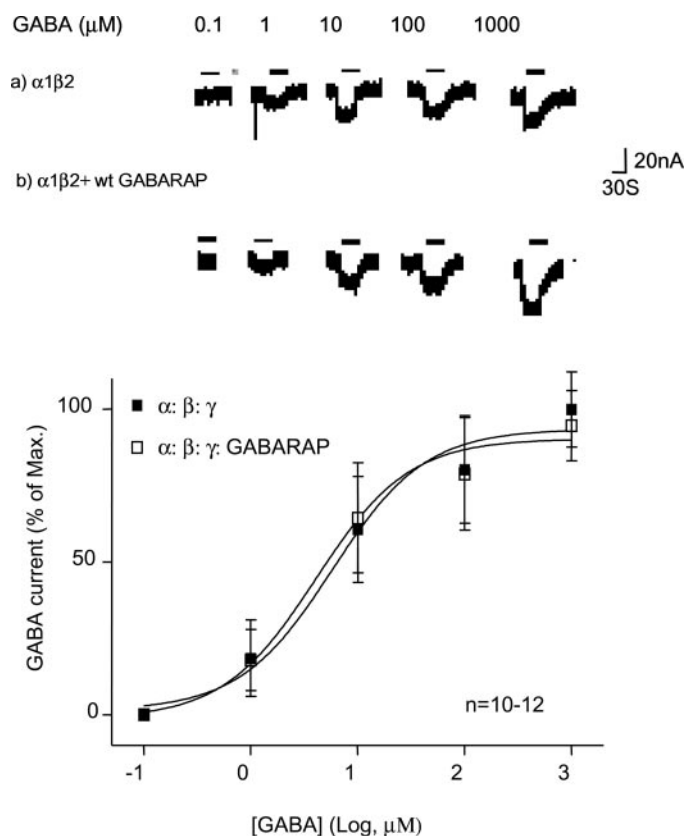 GABA (μM) 0.1 1 10 100 1000
a) α1β2
20nA
30S
b) α1β2+ wt GABARAP
α: β: γ
α: β: γ: GABARAP
100
50
0
GABA current (% of Max.)
n=10-12
-1 0 1 2 3
[GABA] (Log, μM)